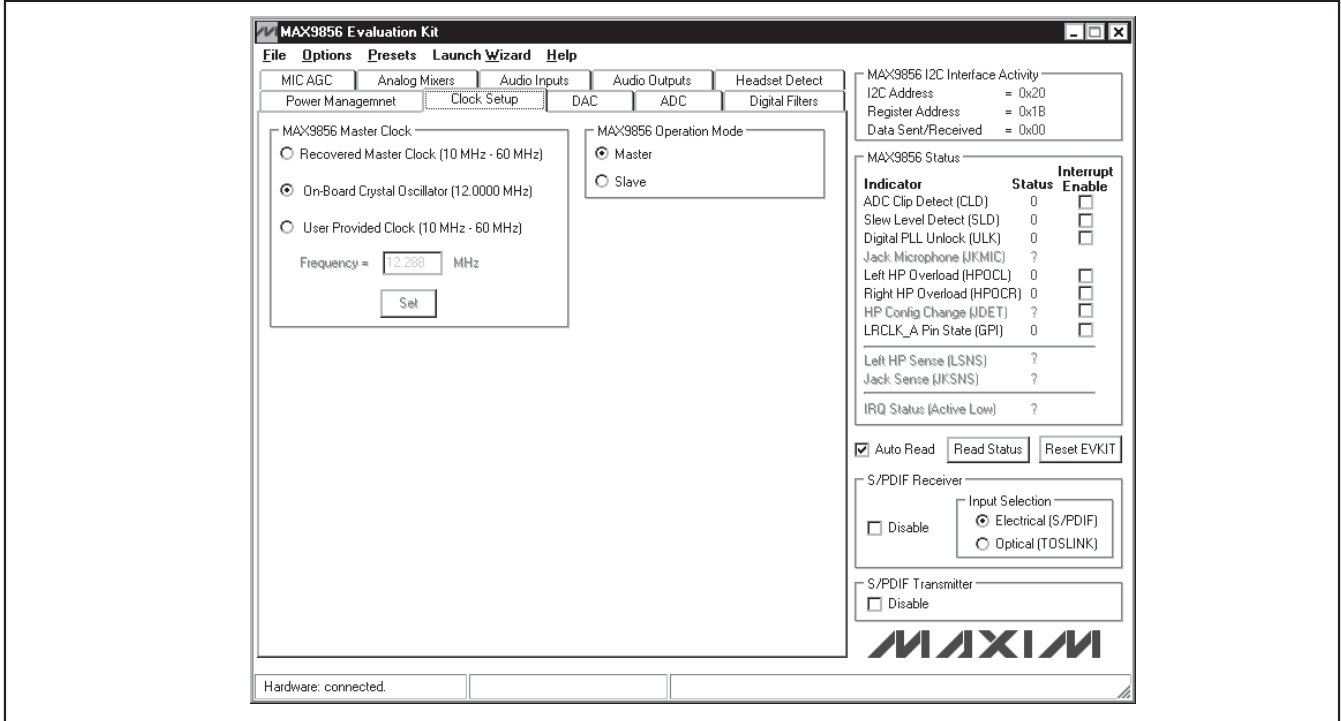 MAX9856 Evaluation Kit
File Options Presets Launch Wizard Help
MIC AGC Analog Mixers Audio Inputs Audio Outputs Headset Detect
Power Managemnet Clock Setup DAC ADC Digital Filters
MAX9856 Master Clock
Recovered Master Clock (10 MHz - 60 MHz)
On-Board Crystal Oscillator (12.0000 MHz)
User Provided Clock (10 MHz - 60 MHz)
Frequency = 12.288 MHz
Set
MAX9856 Operation Mode
Master
Slave
MAX9856 I2C Interface Activity
I2C Address = 0x20
Register Address = 0x1B
Data Sent/Received = 0x00
MAX9856 Status
Indicator Status Interrupt Enable
ADC Clip Detect (CLD) 0
Slew Level Detect (SLD) 0
Digital PLL Unlock (ULK) 0
Jack Microphone (JKMIC) ?
Left HP Overload (HPOCL) 0
Right HP Overload (HPOCR) 0
HP Config Change (JDET) ?
LRCLK_A Pin State (GPI) 0
Left HP Sense (LSNS) ?
Jack Sense (JKSNS) ?
IRQ Status (Active Low) ?
Auto Read Read Status Reset EVKIT
S/PDIF Receiver
Disable
Input Selection
Electrical (S/PDIF)
Optical (TOSLINK)
S/PDIF Transmitter
Disable
MAXIM
Hardware: connected.